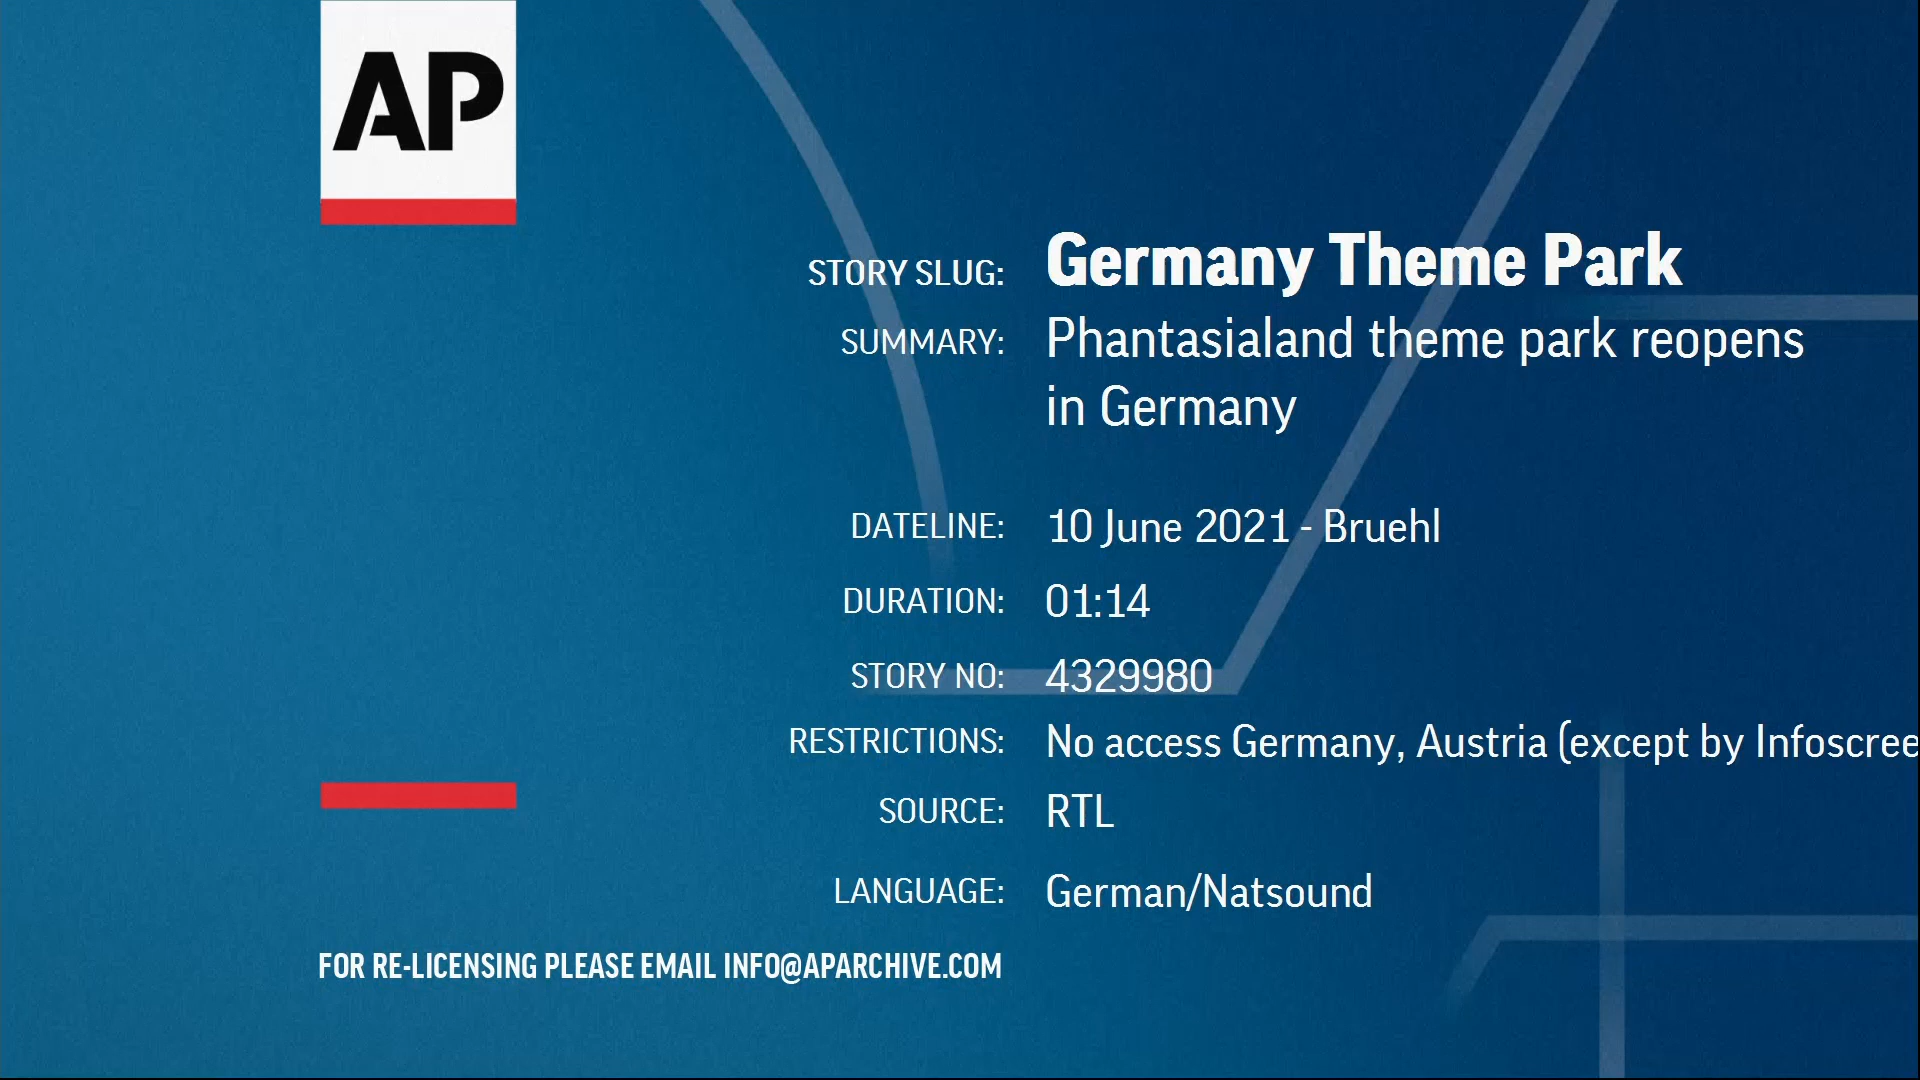 AP
STORY SLUG: Germany Theme Park
SUMMARY: Phantasialand theme park reopens
in Germany
DATELINE: 10 June 2021 - Bruehl
DURATION: 01:14
STORY NO: 4329980
RESTRICTIONS: No access Germany, Austria (except by Infoscree
SOURCE: RTL
LANGUAGE: German/Natsound
FOR RE-LICENSING PLEASE EMAIL INFO@APARCHIVE.COM